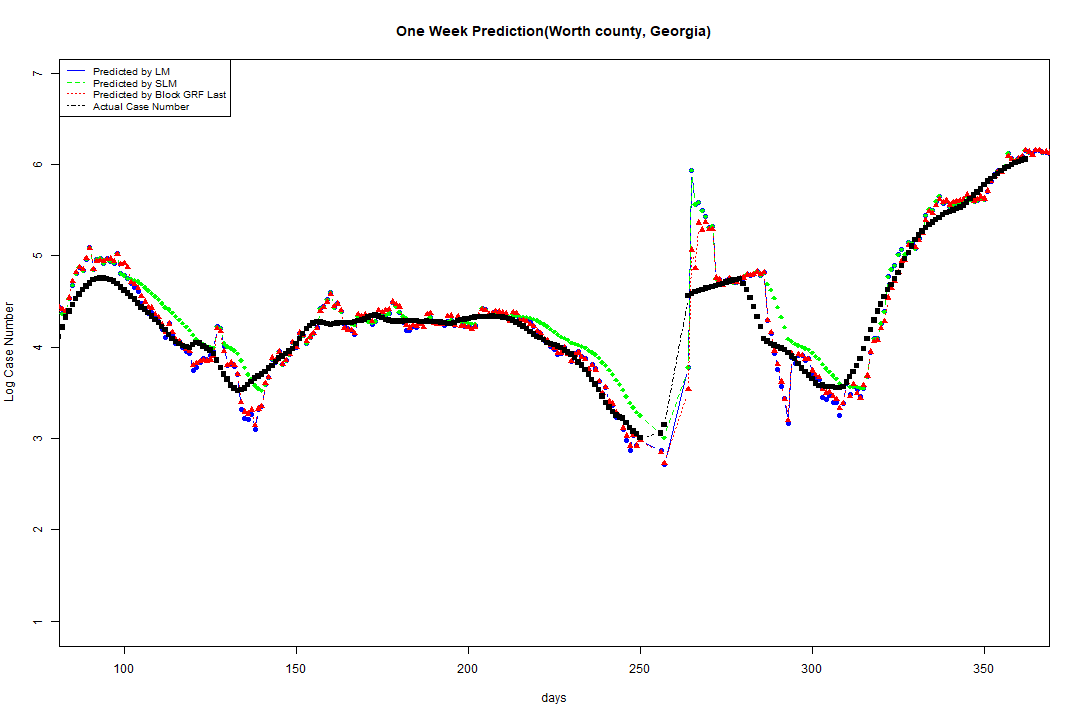 One Week Prediction(Worth county, Georgia)
Predicted by LM
Predicted by SLM
Predicted by Block GRF Last
Actual Case Number
7
6
5
4
3
2
1
Log Case Number
100 150 200 250 300 350
days